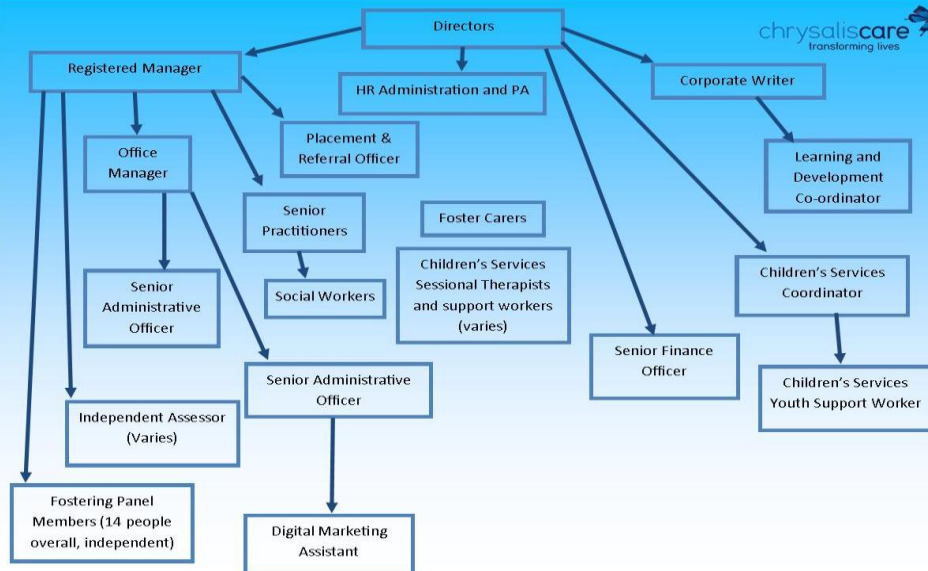 Directors
chrysaliscare
transforming lives
Registered Manager
HR Administration and PA
Corporate Writer
Placement &
Referral Officer
Office
Manager
Learning and
Development
Co-ordinator
Senior
Practitioners
Foster Carers
Senior
Administrative
Officer
Social Workers
Children’s Services
Sessional Therapists
and support workers
(varies)
Children’s Services
Coordinator
Senior Finance
Officer
Senior Administrative
Officer
Children’s Services
Youth Support Worker
Independent Assessor
(Varies)
Fostering Panel
Members (14 people
overall, independent)
Digital Marketing
Assistant